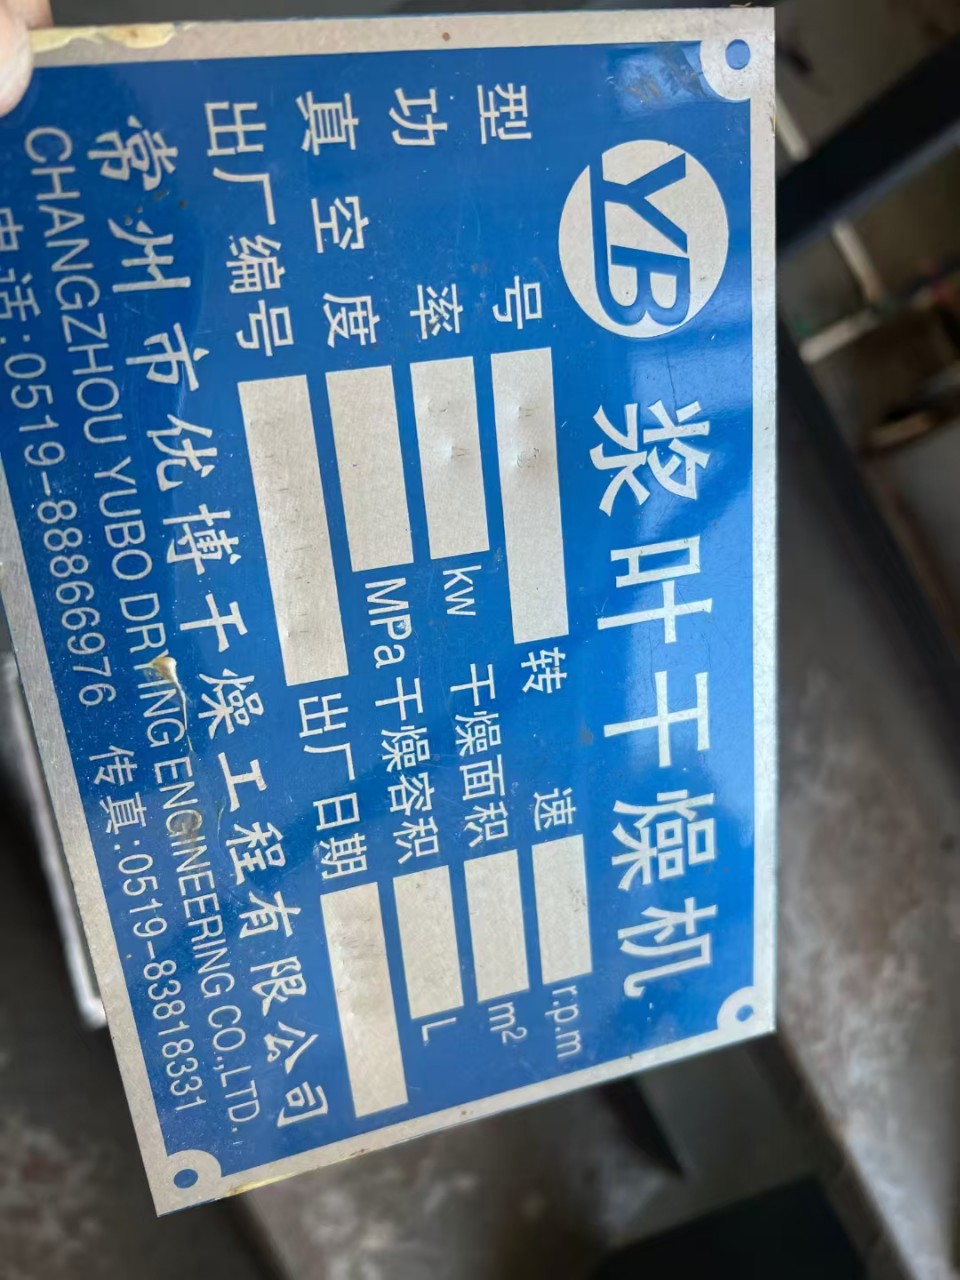 YB 浆叶干燥机
型号 转速 r.p.m
功率 kw 干燥面积 m²
真空度 MPa 干燥容积 L
出厂编号 出厂日期
常州市优博干燥工程有限公司
CHANGZHOU YUBO DRYING ENGINEERING CO.,LTD.
电话:0519-88866976 传真:0519-83818331